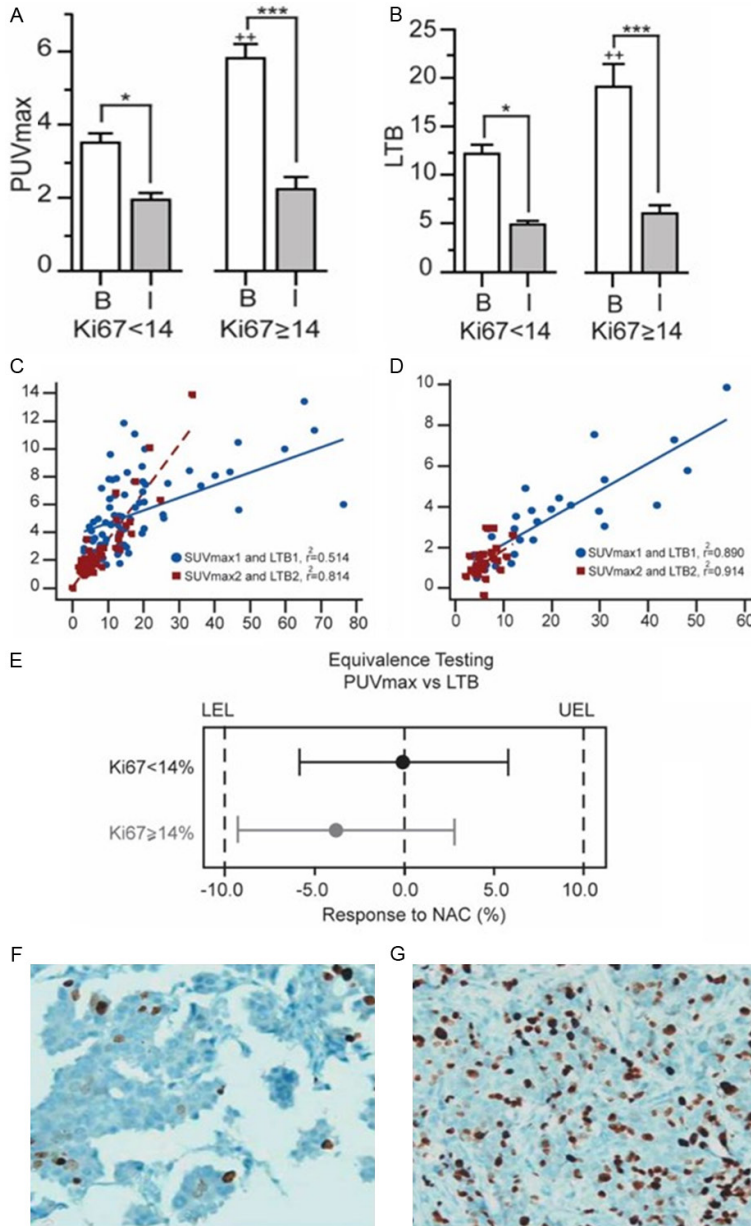 A
B
PUVmax
6
4
2
0
*
++
***
B
I
B
I
Ki67<14
Ki67≥14
LTB
25
20
15
10
5
0
*
++
***
B
I
B
I
Ki67<14
Ki67≥14
C
D
14
12
10
8
6
4
2
0
SUVmax1 and LTB1, r²=0.514
SUVmax2 and LTB2, r²=0.814
0 10 20 30 40 50 60 70 80
10
8
6
4
2
0
SUVmax1 and LTB1, r²=0.890
SUVmax2 and LTB2, r²=0.914
0 10 20 30 40 50 60
E
Equivalence Testing
PUVmax vs LTB
LEL
UEL
Ki67<14%
Ki67≥14%
-10.0 -5.0 0.0 5.0 10.0
Response to NAC (%)
F
G